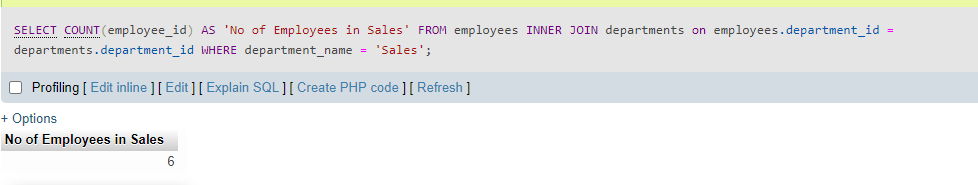 SELECT COUNT(employee_id) AS 'No of Employees in Sales' FROM employees INNER JOIN departments on employees.department_id =
departments.department_id WHERE department_name = 'Sales';
Profiling [ Edit inline ] [ Edit ] [ Explain SQL ] [ Create PHP code ] [ Refresh ]
+ Options
No of Employees in Sales
6